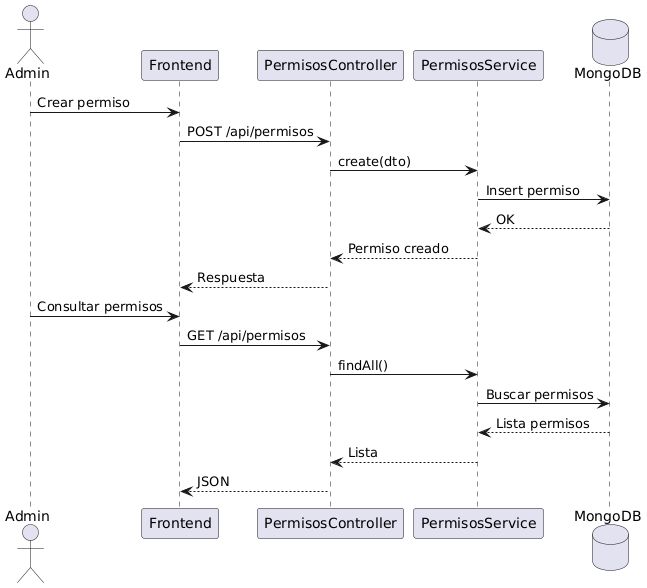 Admin
Frontend
PermisosController
PermisosService
MongoDB
Crear permiso
POST /api/permisos
create(dto)
Insert permiso
OK
Permiso creado
Respuesta
Consultar permisos
GET /api/permisos
findAll()
Buscar permisos
Lista permisos
Lista
JSON
Admin
Frontend
PermisosController
PermisosService
MongoDB